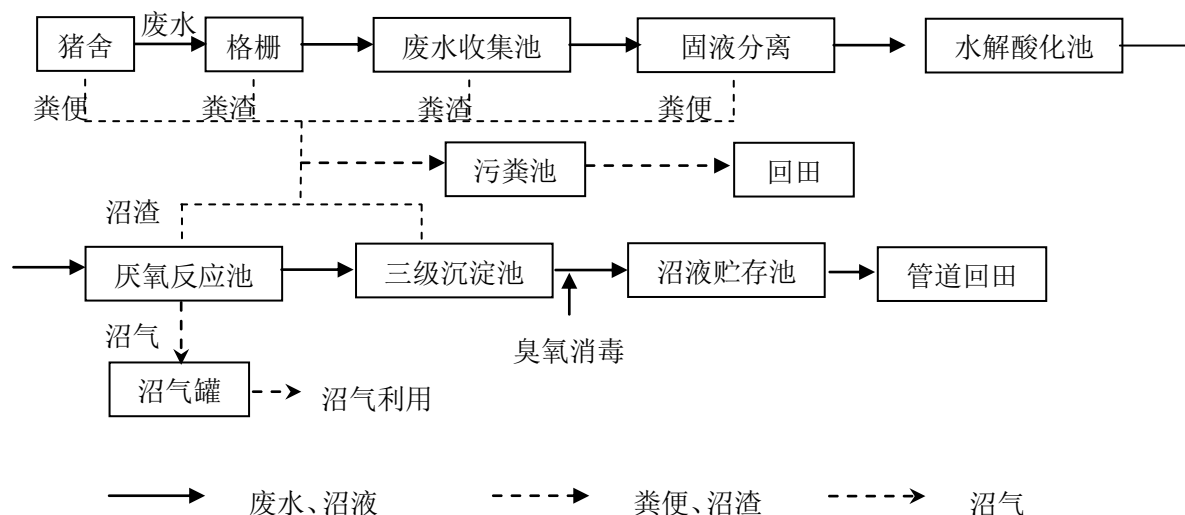 废水
猪舍 格栅 废水收集池 固液分离 水解酸化池
粪便 粪渣 粪渣 粪便
污粪池 回田
沼渣
厌氧反应池 三级沉淀池 沼液贮存池 管道回田
沼气 臭氧消毒
沼气罐 沼气利用
废水、沼液 粪便、沼渣 沼气